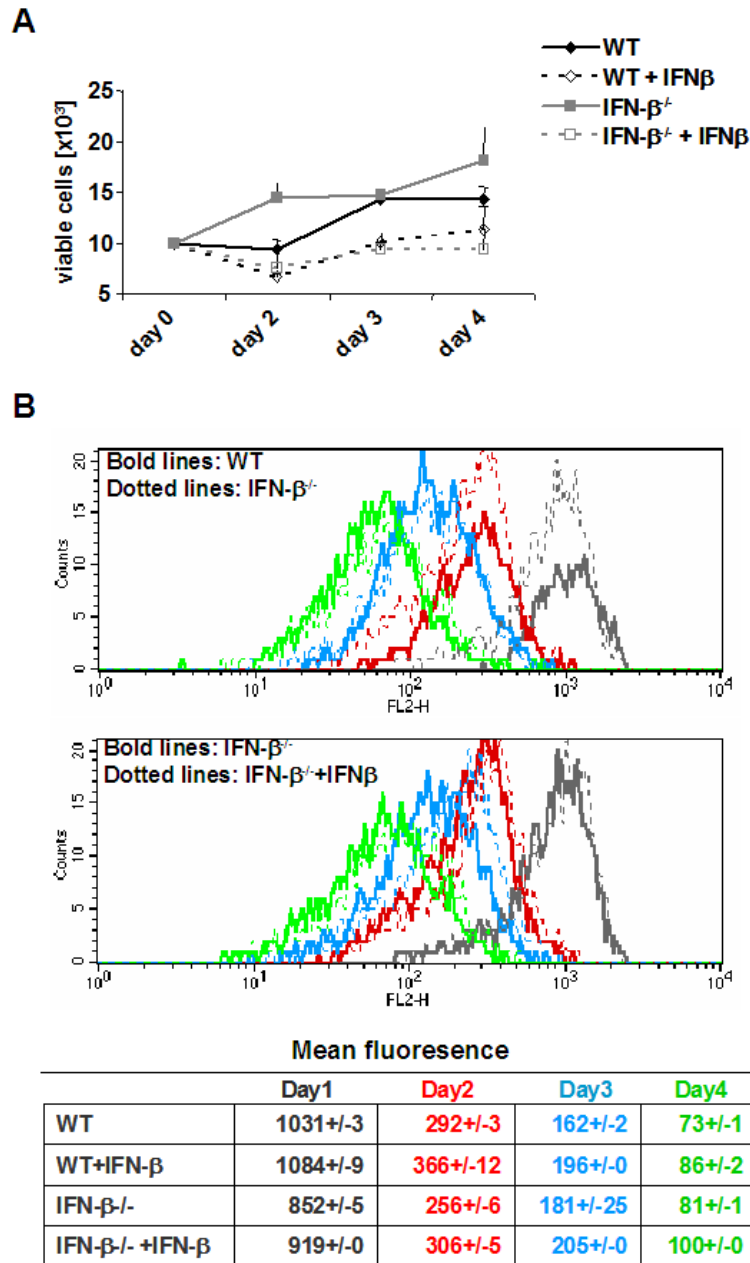 A
WT
WT + IFNβ
IFN-β-/-
IFN-β-/- + IFNβ
25
20
15
10
5
viable cells [x10³]
day 0
day 2
day 3
day 4
B
Bold lines: WT
Dotted lines: IFN-β-/-
20
15
10
5
0
Counts
10⁰
10¹
10²
10³
10⁴
FL2-H
Bold lines: IFN-β-/-
Dotted lines: IFN-β-/-+IFNβ
20
15
10
5
0
Counts
10⁰
10¹
10²
10³
10⁴
FL2-H
Mean fluoresence
Day1 Day2 Day3 Day4
WT 1031+/-3 292+/-3 162+/-2 73+/-1
WT+IFN-β 1084+/-9 366+/-12 196+/-0 86+/-2
IFN-β-/- 852+/-5 256+/-6 181+/-25 81+/-1
IFN-β-/- +IFN-β 919+/-0 306+/-5 205+/-0 100+/-0